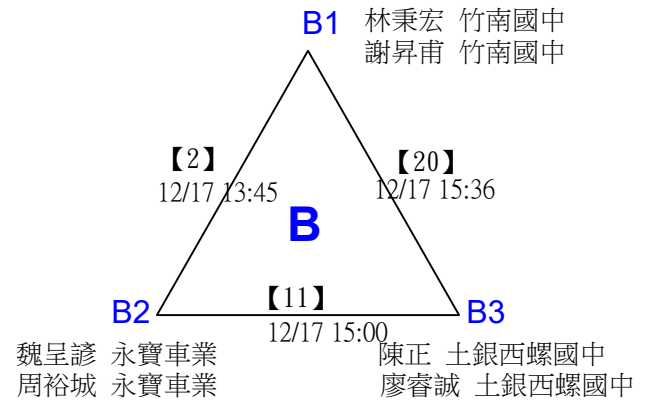 B1 林秉宏 竹南國中
謝昇甫 竹南國中
【2】
12/17 13:45
【20】
12/17 15:36
B
【11】
12/17 15:00
B2
魏呈諺 永寶車業
周裕城 永寶車業
B3
陳正 土銀西螺國中
廖睿誠 土銀西螺國中